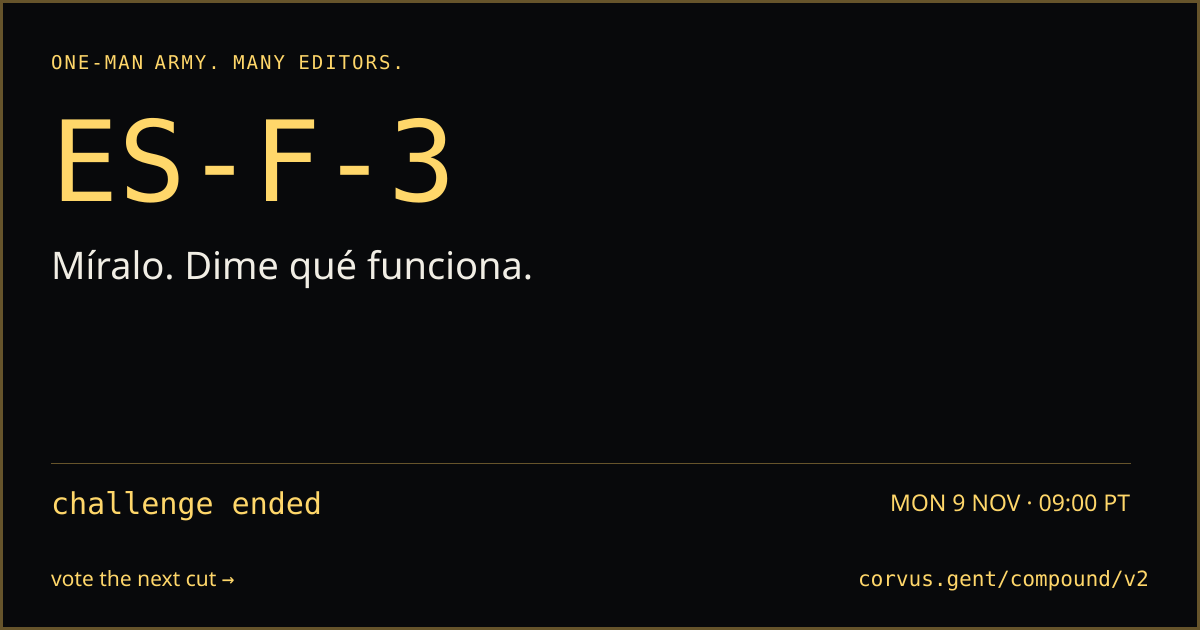 ONE-MAN ARMY. MANY EDITORS.
ES-F-3
Míralo. Dime qué funciona.
challenge ended
MON 9 NOV · 09:00 PT
vote the next cut →
corvus.gent/compound/v2